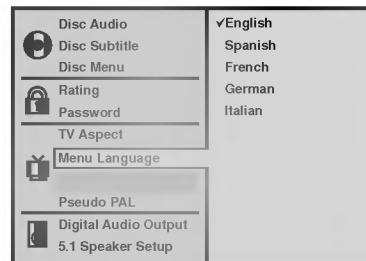 Disc Audio
Disc Subtitle
Disc Menu
Rating
Password
TV Aspect
Menu Language
Pseudo PAL
Digital Audio Output
5.1 Speaker Setup
✓English
Spanish
French
German
Italian